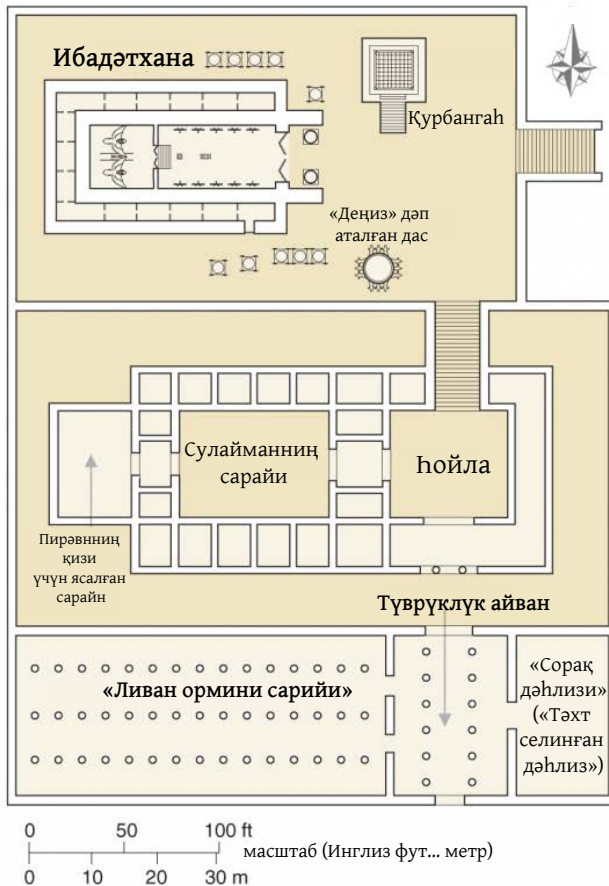 Ибадәтхана
Қурбангаһ
«Деңиз» дәп
аталған дас
Сулайманниң
сарайи
һойла
Пирәвнниң
қизи
үчүн ясалған
сарайн
Түврүклүк айван
«Ливан ормини сарийи»
«Сорақ
дәһлизи»
(«Тәхт
селинған
дәһлиз»)
0 50 100 ft
масштаб (Инглиз фут... метр)
0 10 20 30 m